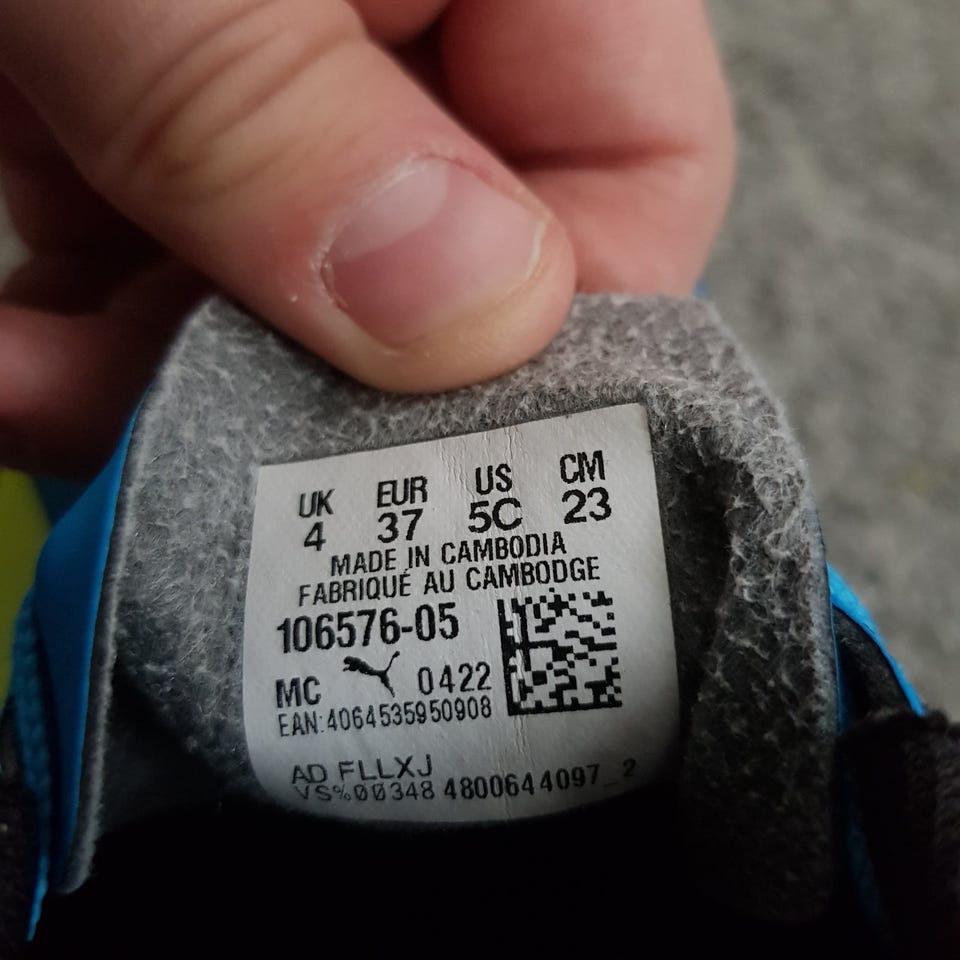 UK EUR US CM
4 37 5C 23
MADE IN CAMBODIA
FABRIQUÉ AU CAMBODGE
106576-05
MC 0422
EAN:4064535950908
AD FLLXJ
VS%00348 4800644097_2